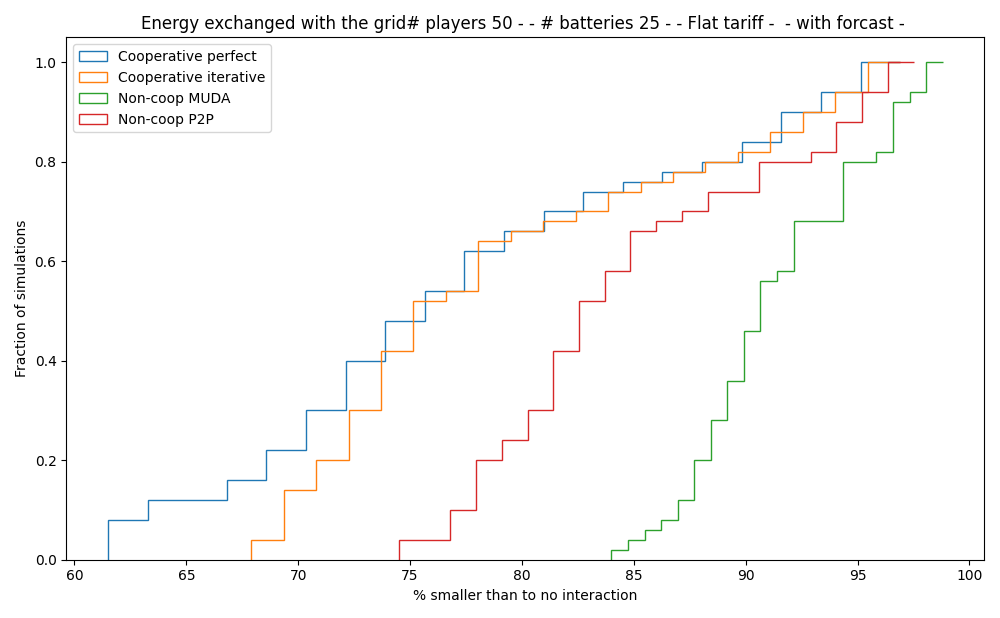 Energy exchanged with the grid# players 50 - - # batteries 25 - - Flat tariff -  - with forcast -
Cooperative perfect
Cooperative iterative
Non-coop MUDA
Non-coop P2P
Fraction of simulations
1.0
0.8
0.6
0.4
0.2
0.0
60 65 70 75 80 85 90 95 100
% smaller than to no interaction